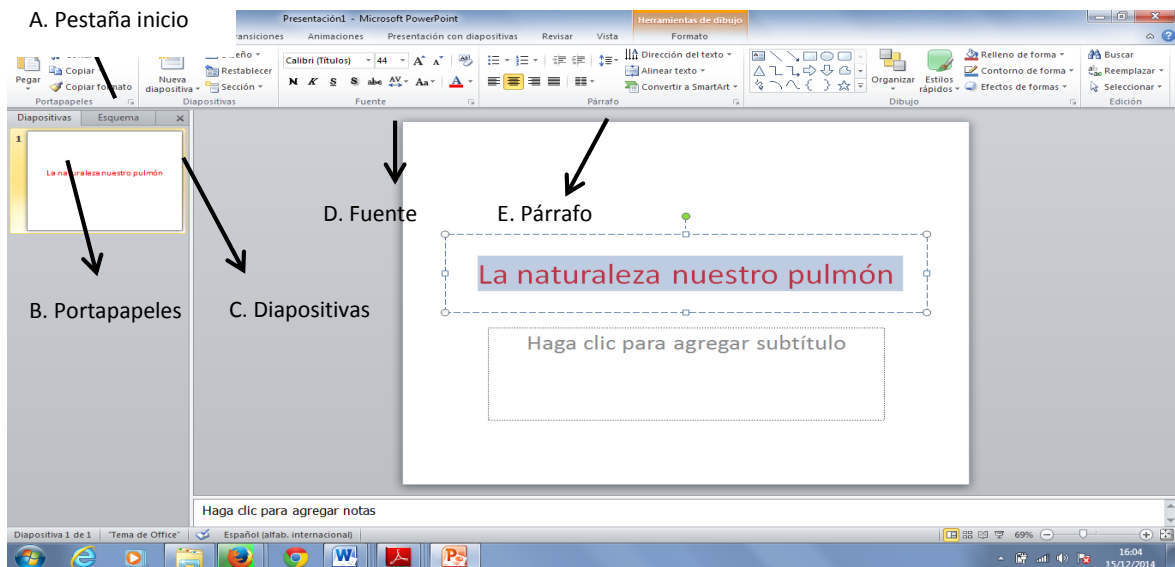 A. Pestaña inicio
Presentación1 - Microsoft PowerPoint
Herramientas de dibujo
Animaciones Presentación con diapositivas Revisar Vista Formato
Pegar
Copiar
Copiar formato
Portapapeles
Nueva diapositiva
Restablecer
Sección
Diapositivas
Calibri (Títulos) 44 A A
N K S S abc AV Aa A
Fuente
Dirección del texto
Alinear texto
Convertir a SmartArt
Párrafo
Organizar
Estilos rápidos
Relleno de forma
Contorno de forma
Efectos de formas
Dibujo
Buscar
Reemplazar
Seleccionar
Edición
Diapositivas Esquema
1
La naturaleza nuestro pulmón
D. Fuente
E. Párrafo
B. Portapapeles
C. Diapositivas
La naturaleza nuestro pulmón
Haga clic para agregar subtítulo
Haga clic para agregar notas
Diapositiva 1 de 1 "Tema de Office" Español (alfab. internacional) 69%
16:04
15/12/2014